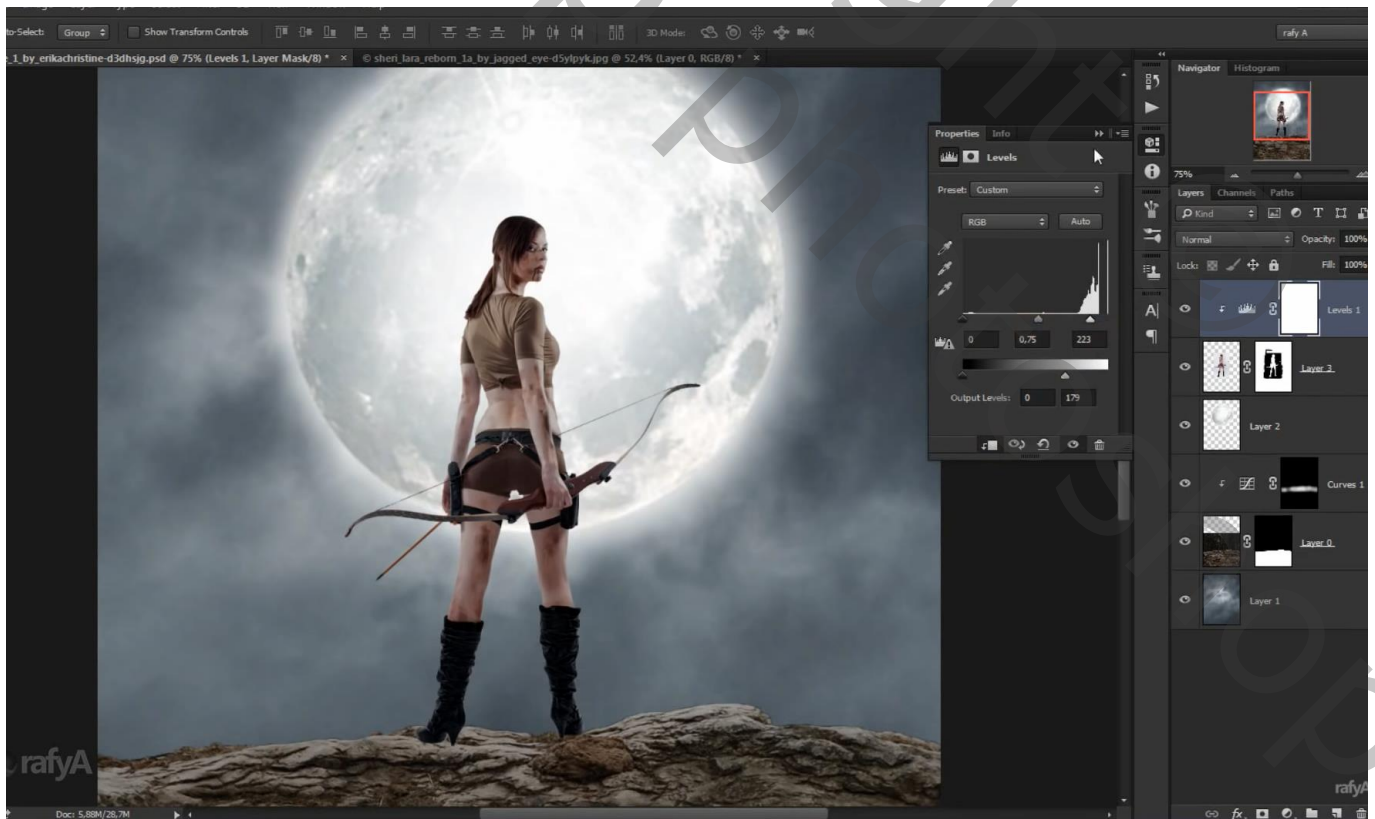 to-Select: Group Show Transform Controls 3D Mode: rafy A
_1_by_erikachristine-d3dhsjg.psd @ 75% (Levels 1, Layer Mask/8) * × © sheri_lara_reborn_1a_by_jagged_eye-d5ylpyk.jpg @ 52,4% (Layer 0, RGB/8) * ×
Navigator Histogram
75%
Properties Info
Levels
Preset: Custom
RGB Auto
0 0,75 223
Output Levels: 0 179
Layers Channels Paths
Kind
Normal Opacity: 100%
Lock: Fill: 100%
Levels 1
Layer 3
Layer 2
Curves 1
Layer 0
Layer 1
rafyA
rafyA
Doc: 5,88M/28,7M
fx